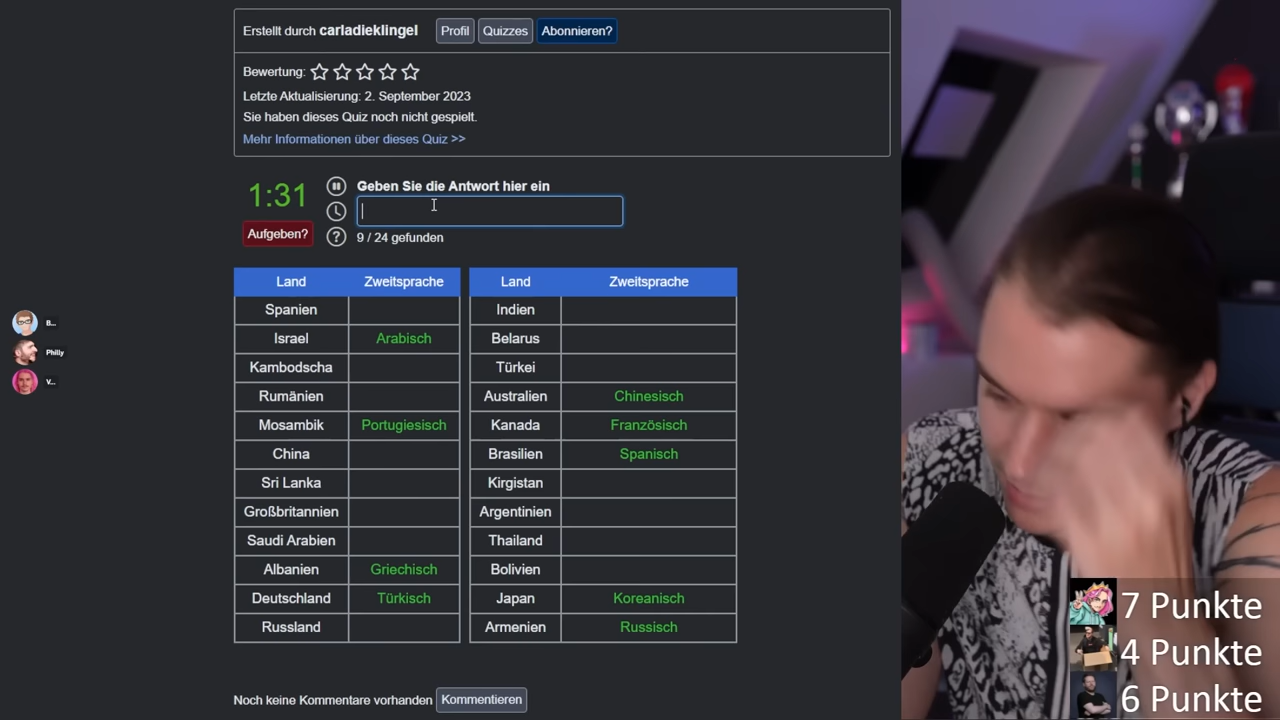 Erstellt durch carladieklingel Profil Quizzes Abonnieren?
Bewertung:
Letzte Aktualisierung: 2. September 2023
Sie haben dieses Quiz noch nicht gespielt.
Mehr Informationen über dieses Quiz >>
1:31
Aufgeben?
Geben Sie die Antwort hier ein
?
9 / 24 gefunden
Land Zweitsprache
Spanien
Israel Arabisch
Kambodscha
Rumänien
Mosambik Portugiesisch
China
Sri Lanka
Großbritannien
Saudi Arabien
Albanien Griechisch
Deutschland Türkisch
Russland
Land Zweitsprache
Indien
Belarus
Türkei
Australien Chinesisch
Kanada Französisch
Brasilien Spanisch
Kirgistan
Argentinien
Thailand
Bolivien
Japan Koreanisch
Armenien Russisch
B...
Philly
V...
Noch keine Kommentare vorhanden Kommentieren
7 Punkte
4 Punkte
6 Punkte